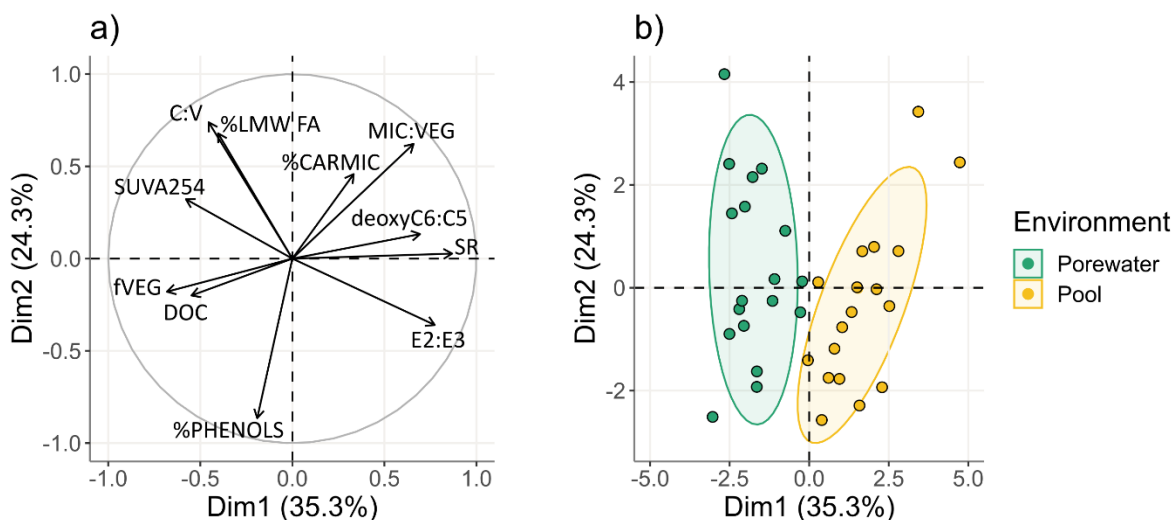 a)
1.0
0.5
0.0
-0.5
-1.0
Dim2 (24.3%)
C:V
%LMW FA
MIC:VEG
%CARMIC
SUVA254
deoxyC6:C5
SR
fVEG
DOC
E2:E3
%PHENOLS
-1.0 -0.5 0.0 0.5 1.0
Dim1 (35.3%)
b)
4
2
0
-2
Dim2 (24.3%)
-5.0 -2.5 0.0 2.5 5.0
Dim1 (35.3%)
Environment
Porewater
Pool